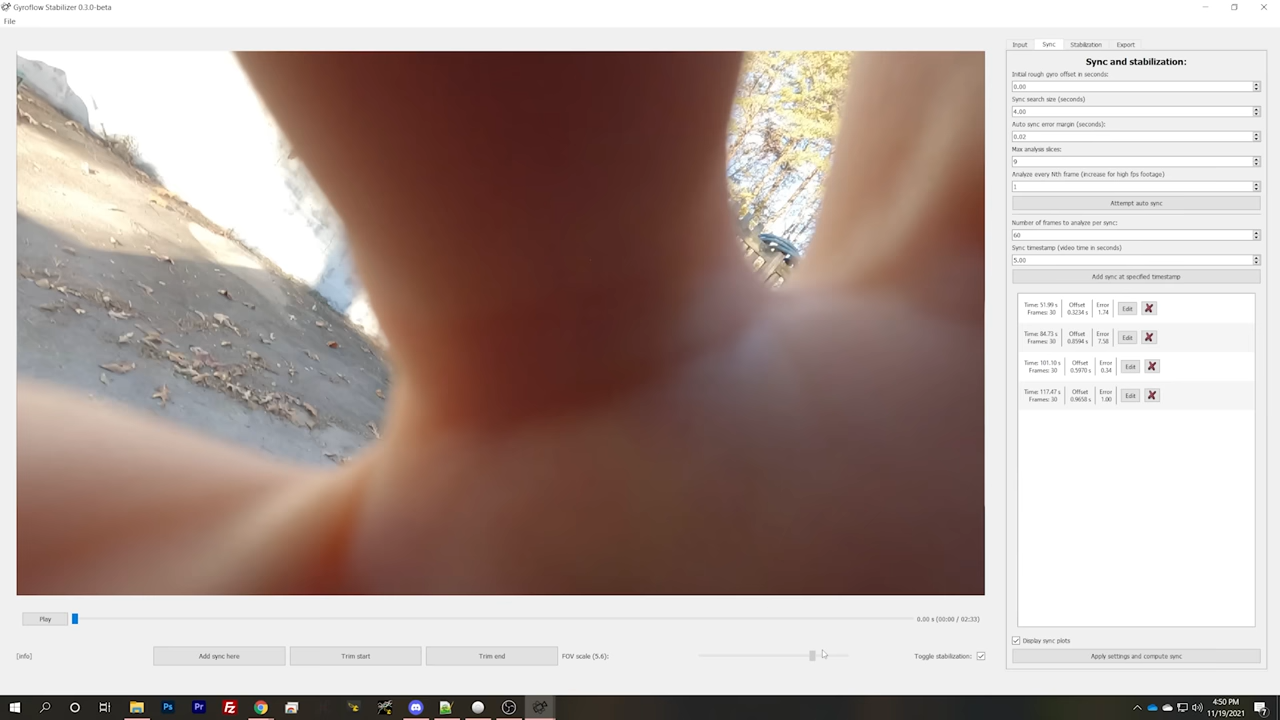 Gyroflow Stabilizer 0.3.0-beta
File
Input Sync Stabilization Export
Sync and stabilization:
Initial rough gyro offset in seconds:
0.00
Sync search size (seconds)
4.00
Auto sync error margin (seconds):
0.02
Max analysis slices:
9
Analyze every Nth frame (increase for high fps footage)
1
Attempt auto sync
Number of frames to analyze per sync:
60
Sync timestamp (video time in seconds)
5.00
Add sync at specified timestamp
Time: 51.99 s Offset Error
Frames: 30 0.3234 s 1.74 Edit
Time: 84.73 s Offset Error
Frames: 30 0.8594 s 7.58 Edit
Time: 101.10 s Offset Error
Frames: 30 0.5970 s 0.34 Edit
Time: 117.47 s Offset Error
Frames: 30 0.9658 s 1.00 Edit
Play 0.00 s (00:00 / 02:33)
Display sync plots
[info] Add sync here Trim start Trim end FOV scale (5.6): Toggle stabilization: Apply settings and compute sync
4:50 PM
11/19/2021
7